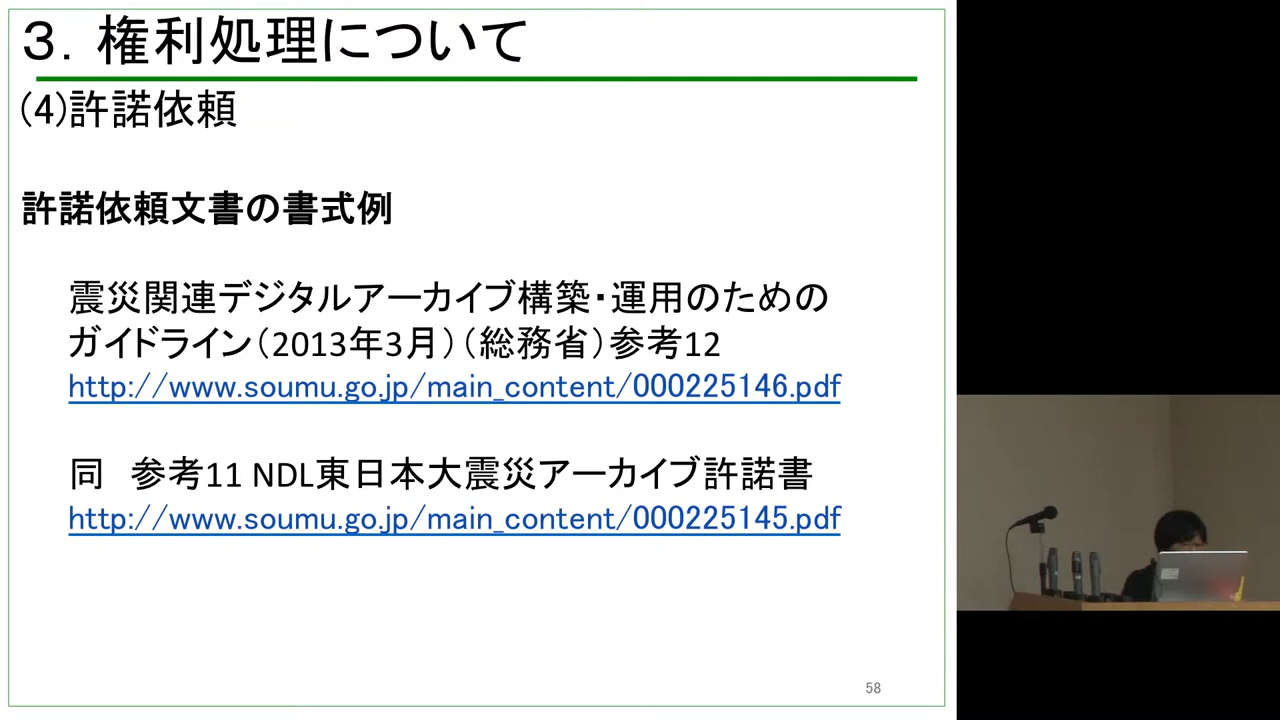 ３．権利処理について
(4)許諾依頼
許諾依頼文書の書式例
震災関連デジタルアーカイブ構築・運用のための
ガイドライン（2013年3月）（総務省）参考12
http://www.soumu.go.jp/main_content/000225146.pdf
同　参考11 NDL東日本大震災アーカイブ許諾書
http://www.soumu.go.jp/main_content/000225145.pdf
58